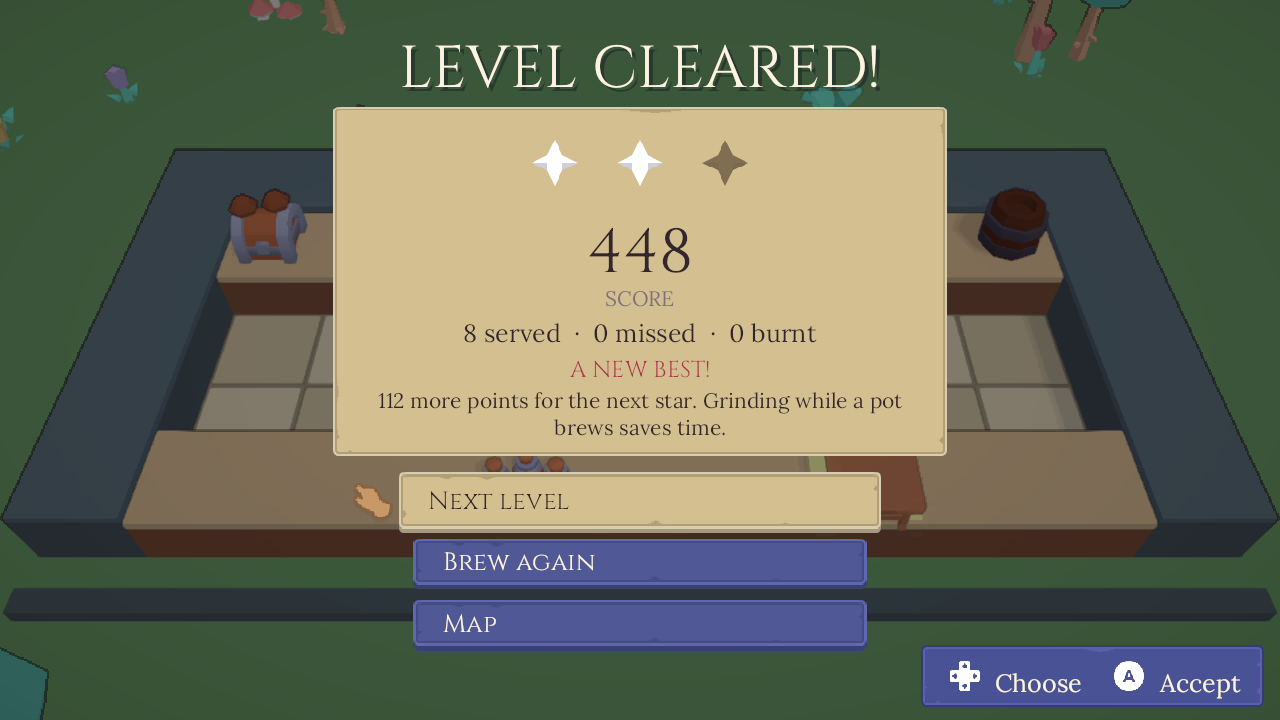 LEVEL CLEARED!
448
SCORE
8 served · 0 missed · 0 burnt
A NEW BEST!
112 more points for the next star. Grinding while a pot
brews saves time.
Next level
Brew again
Map
Choose A Accept